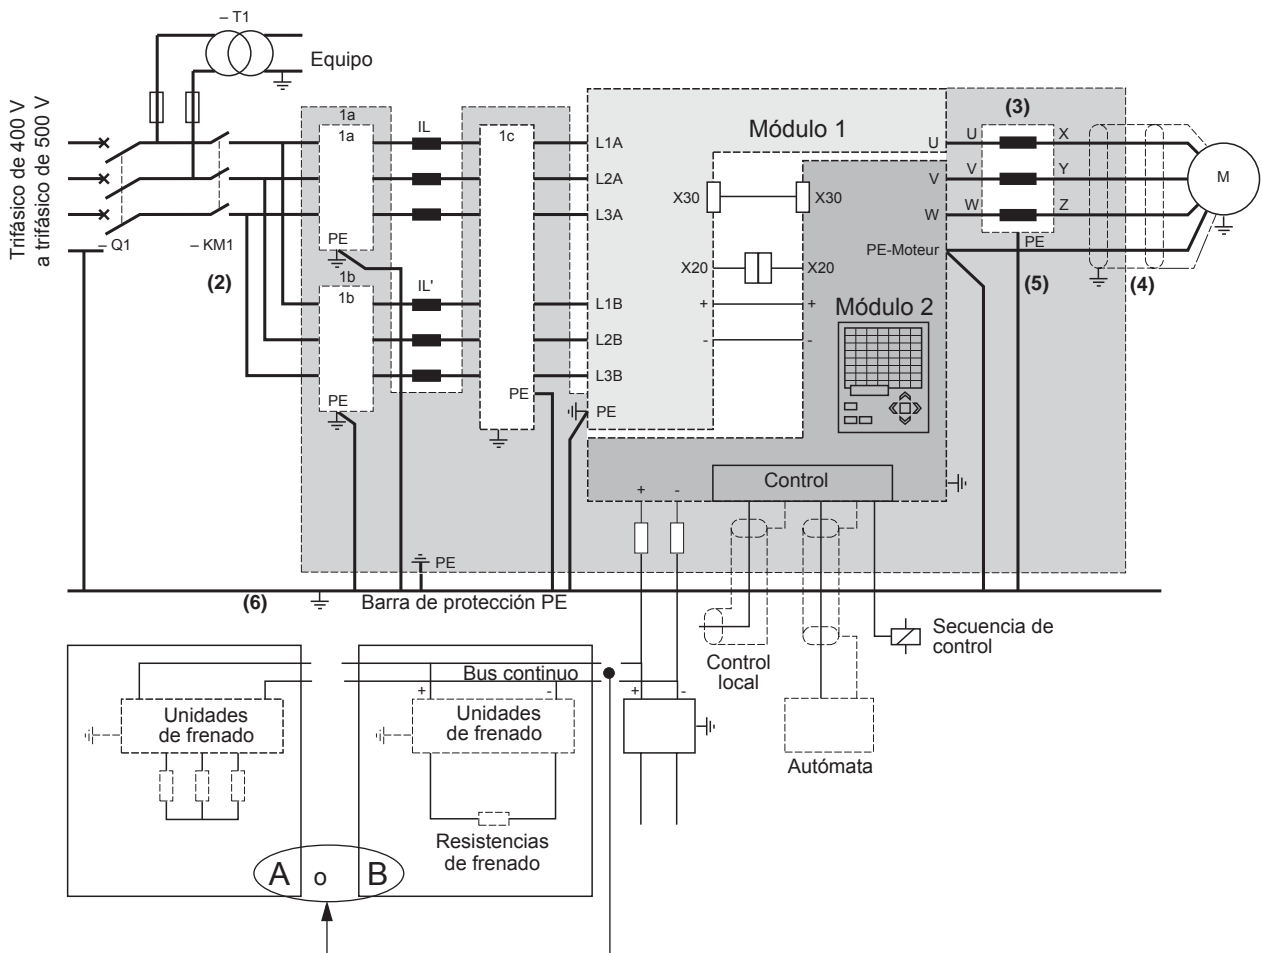 – T1
Equipo
Trifásico de 400 V
a trifásico de 500 V
– Q1
– KM1
(2)
1a
1a
PE
1b
1b
PE
IL
IL'
1c
PE
L1A
L2A
L3A
L1B
L2B
L3B
PE
Módulo 1
X30
X30
X20
X20
+
+
-
-
Módulo 2
U
V
W
PE-Moteur
(3)
U
X
V
Y
W
Z
PE
(5)
(4)
M
Control
+
-
PE
(6)
Barra de protección PE
Secuencia de
control
Control
local
Autómata
Bus continuo
+
-
+
-
Unidades
de frenado
Unidades
de frenado
Resistencias
de frenado
A o B